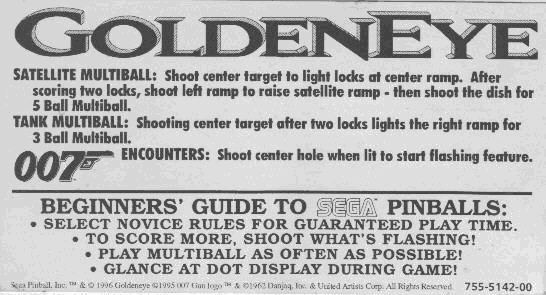 GOLDENEYE
SATELLITE MULTIBALL: Shoot center target to light locks at center ramp. After
scoring two locks, shoot left ramp to raise satellite ramp - then shoot the dish for
5 Ball Multiball.
TANK MULTIBALL: Shooting center target after two locks lights the right ramp for
3 Ball Multiball.
007 ENCOUNTERS: Shoot center hole when lit to start flashing feature.
BEGINNERS' GUIDE TO SEGA PINBALLS:
• SELECT NOVICE RULES FOR GUARANTEED PLAY TIME.
• TO SCORE MORE, SHOOT WHAT'S FLASHING!
• PLAY MULTIBALL AS OFTEN AS POSSIBLE!
• GLANCE AT DOT DISPLAY DURING GAME!
Sega Pinball, Inc. ™ & © 1996 Goldeneye ©1995 007 Gun logo ™ & ©1962 Danjaq, Inc. & United Artists Corp. All Rights Reserved. 755-5142-00